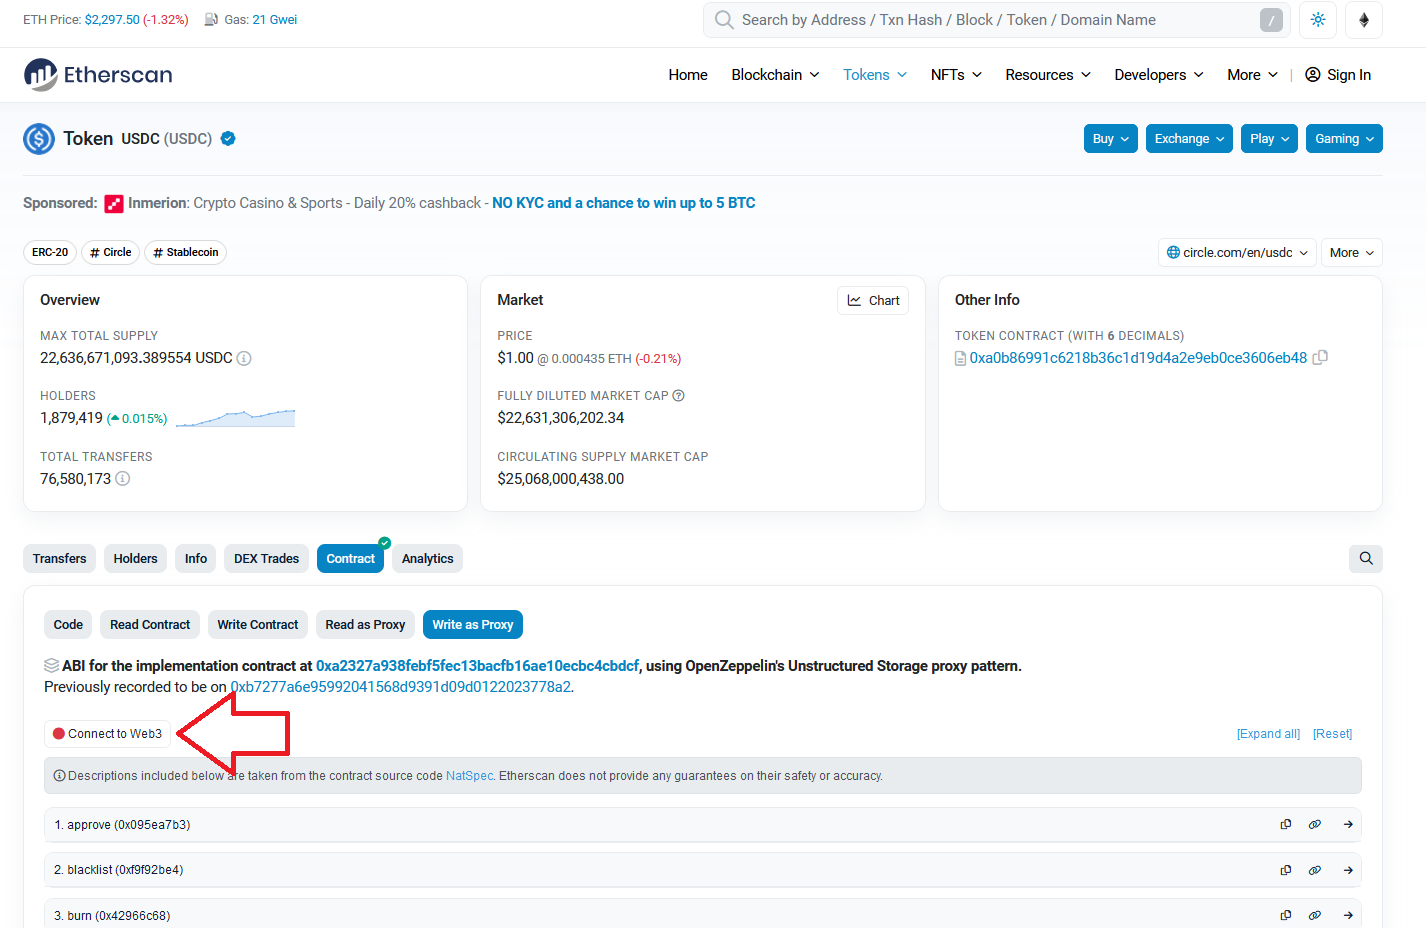 ETH Price: $2,297.50 (-1.32%) Gas: 21 Gwei
Search by Address / Txn Hash / Block / Token / Domain Name /
Etherscan
Home Blockchain Tokens NFTs Resources Developers More | Sign In
Token USDC (USDC)
Buy Exchange Play Gaming
Sponsored: Inmerion: Crypto Casino & Sports - Daily 20% cashback - NO KYC and a chance to win up to 5 BTC
ERC-20 # Circle # Stablecoin
circle.com/en/usdc More
Overview
MAX TOTAL SUPPLY
22,636,671,093.389554 USDC
HOLDERS
1,879,419 (0.015%)
TOTAL TRANSFERS
76,580,173
Market
Chart
PRICE
$1.00 @ 0.000435 ETH (-0.21%)
FULLY DILUTED MARKET CAP
$22,631,306,202.34
CIRCULATING SUPPLY MARKET CAP
$25,068,000,438.00
Other Info
TOKEN CONTRACT (WITH 6 DECIMALS)
0xa0b86991c6218b36c1d19d4a2e9eb0ce3606eb48
Transfers Holders Info DEX Trades Contract Analytics
Code Read Contract Write Contract Read as Proxy Write as Proxy
ABI for the implementation contract at 0xa2327a938febf5fec13bacfb16ae10ecbc4cbdcf, using OpenZeppelin's Unstructured Storage proxy pattern.
Previously recorded to be on 0xb7277a6e95992041568d9391d09d0122023778a2.
Connect to Web3
[Expand all] [Reset]
Descriptions included below are taken from the contract source code NatSpec. Etherscan does not provide any guarantees on their safety or accuracy.
1. approve (0x095ea7b3)
2. blacklist (0xf9f92be4)
3. burn (0x42966c68)